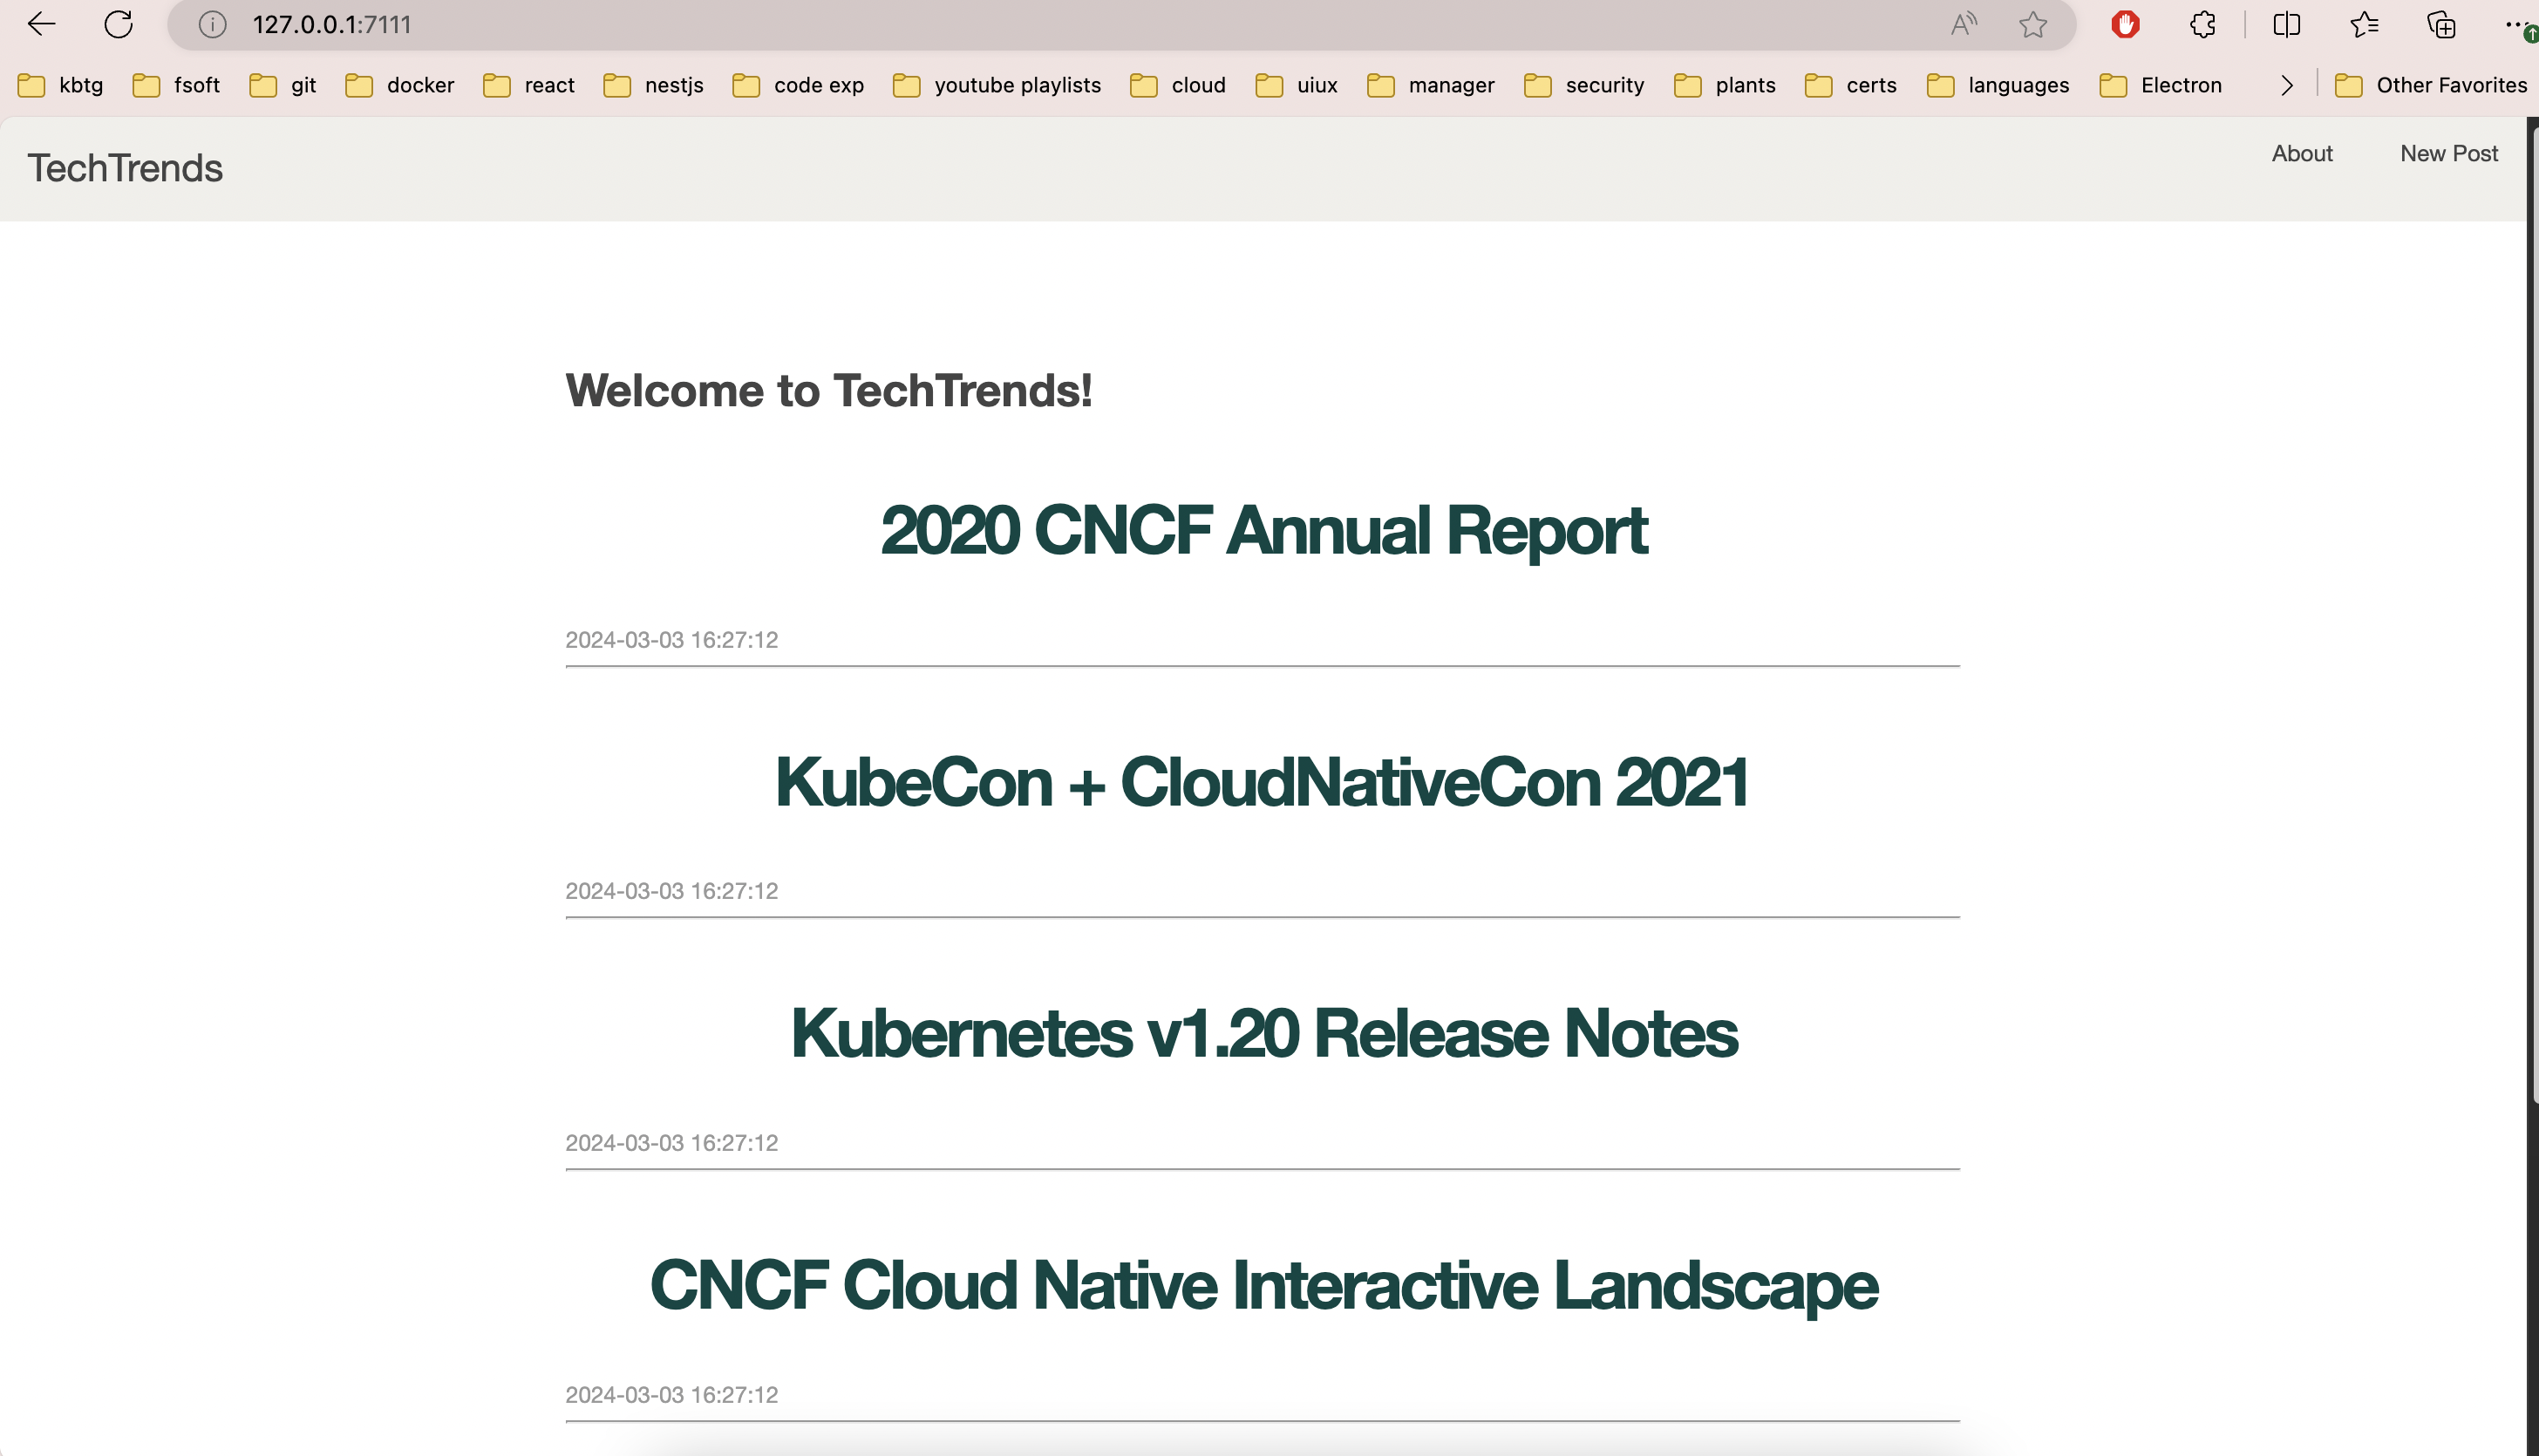 127.0.0.1:7111
kbtg fsoft git docker react nestjs code exp youtube playlists cloud uiux manager security plants certs languages Electron Other Favorites
TechTrends About New Post
Welcome to TechTrends!
2020 CNCF Annual Report
2024-03-03 16:27:12
KubeCon + CloudNativeCon 2021
2024-03-03 16:27:12
Kubernetes v1.20 Release Notes
2024-03-03 16:27:12
CNCF Cloud Native Interactive Landscape
2024-03-03 16:27:12